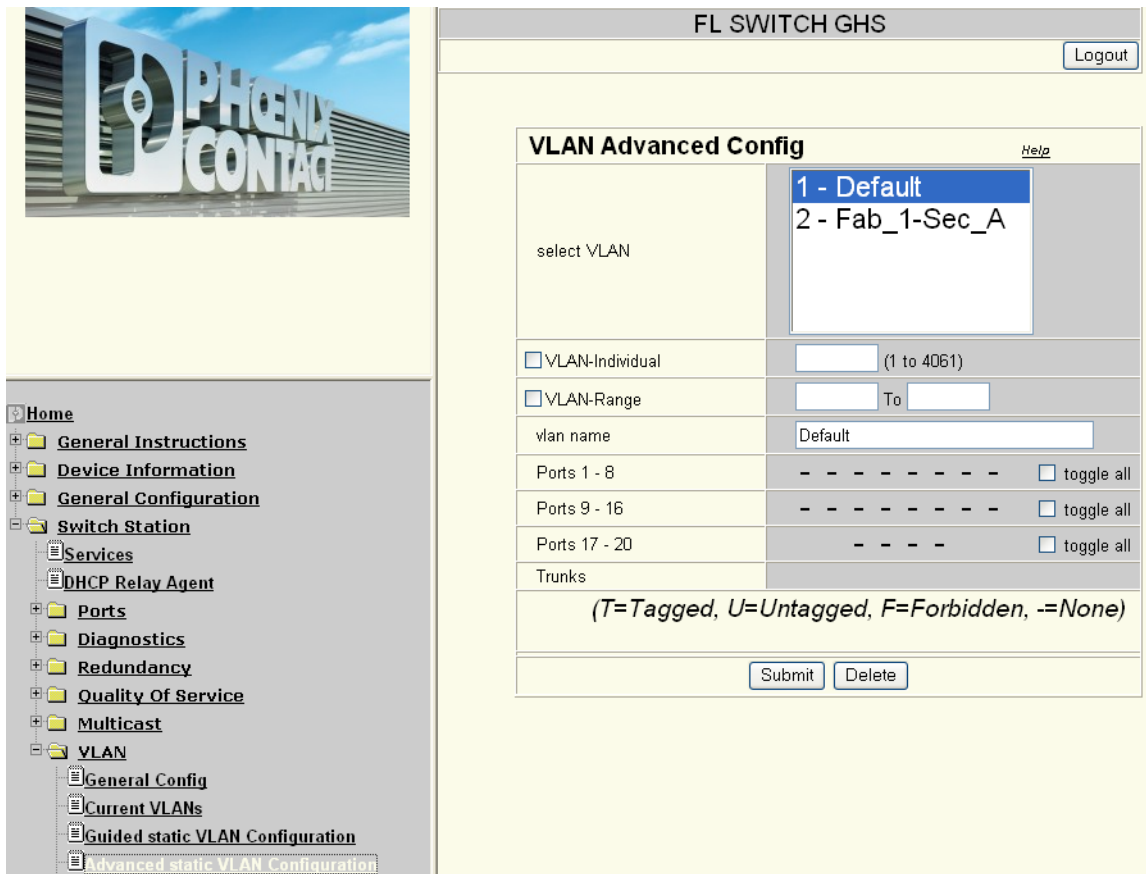 PHŒNIX
CONTACT
Home
General Instructions
Device Information
General Configuration
Switch Station
Services
DHCP Relay Agent
Ports
Diagnostics
Redundancy
Quality Of Service
Multicast
VLAN
General Config
Current VLANs
Guided static VLAN Configuration
Advanced static VLAN Configuration
FL SWITCH GHS
Logout
VLAN Advanced Config Help
select VLAN
1 - Default
2 - Fab_1-Sec_A
VLAN-Individual (1 to 4061)
VLAN-Range To
vlan name Default
Ports 1 - 8 - - - - - - - - toggle all
Ports 9 - 16 - - - - - - - - toggle all
Ports 17 - 20 - - - - toggle all
Trunks
(T=Tagged, U=Untagged, F=Forbidden, -=None)
Submit Delete